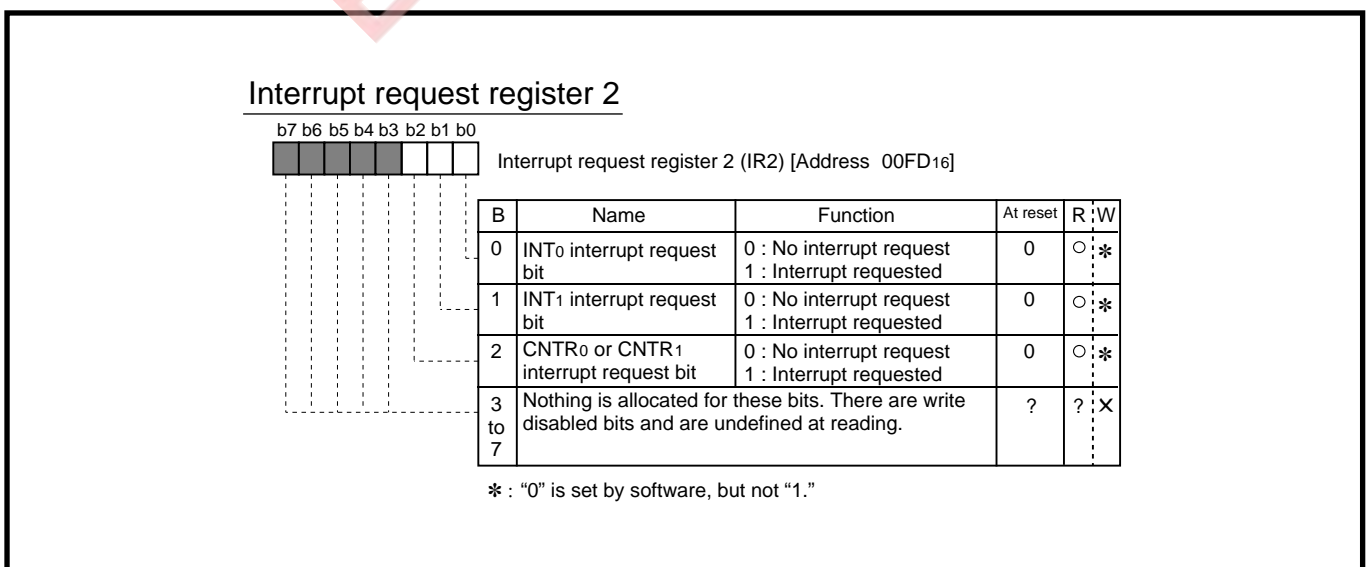 Interrupt request register 2
b7 b6 b5 b4 b3 b2 b1 b0
Interrupt request register 2 (IR2) [Address 00FD16]
B Name Function At reset R W
0 INT0 interrupt request bit 0 : No interrupt request 1 : Interrupt requested 0 ○ ✻
1 INT1 interrupt request bit 0 : No interrupt request 1 : Interrupt requested 0 ○ ✻
2 CNTR0 or CNTR1 interrupt request bit 0 : No interrupt request 1 : Interrupt requested 0 ○ ✻
3 to 7 Nothing is allocated for these bits. There are write disabled bits and are undefined at reading. ? ? ×
✻ : “0” is set by software, but not “1.”